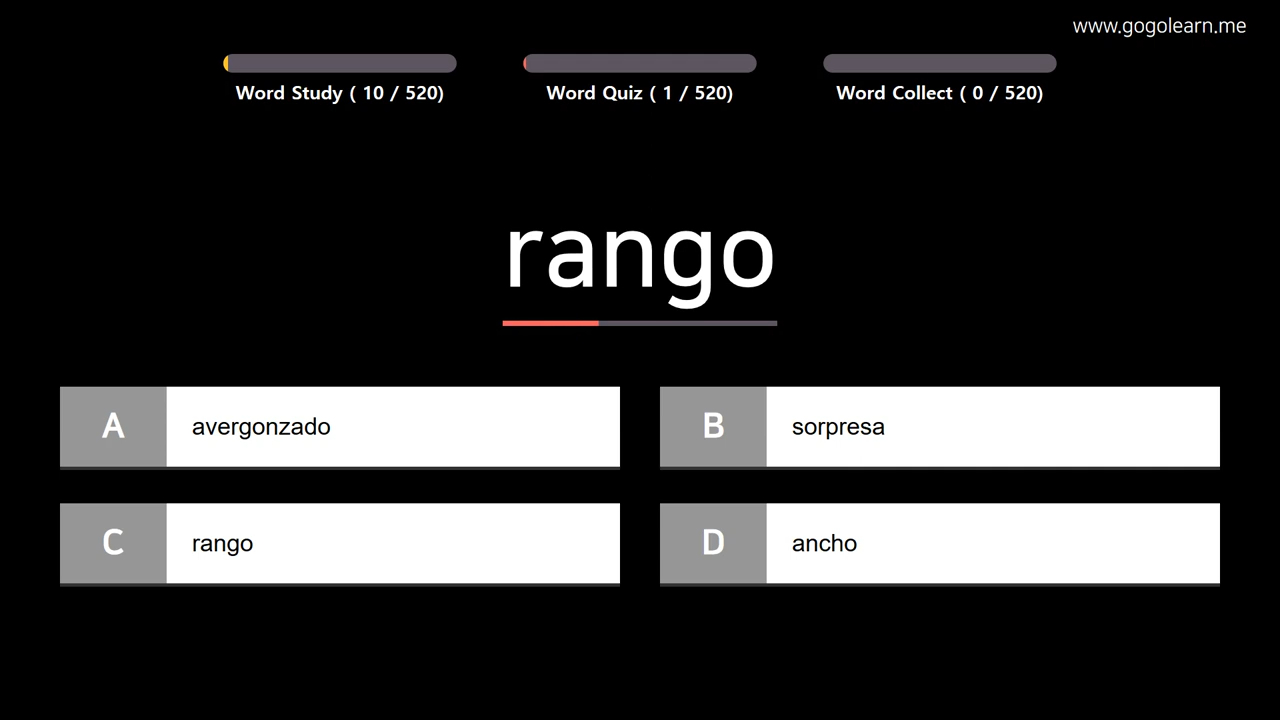 www.gogolearn.me
Word Study ( 10 / 520)
Word Quiz ( 1 / 520)
Word Collect ( 0 / 520)
rango
A avergonzado
B sorpresa
C rango
D ancho